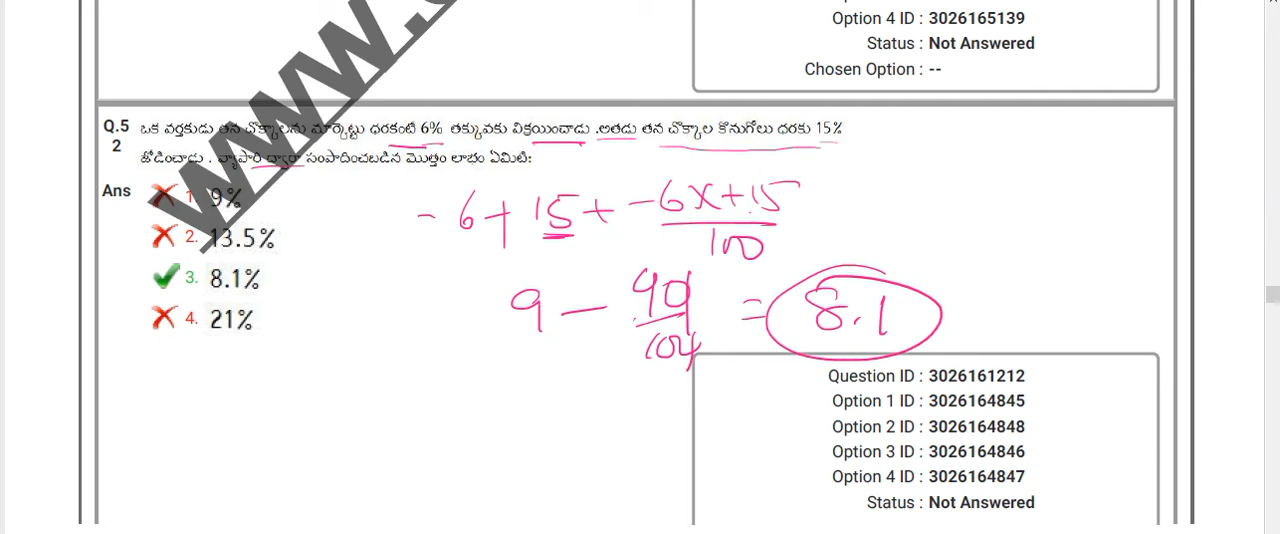 Option 4 ID : 3026165139
Status : Not Answered
Chosen Option : --
WWW.
Q.52 ఒక వర్తకుడు తన చొక్కాలను మార్కెట్టు ధరకంటే 6% తక్కువకు విక్రయించాడు .అతడు తన చొక్కాల కొనుగోలు ధరకు 15%
జోడించాడు . వ్యాపారి ద్వారా సంపాదించబడిన మొత్తం లాభం ఏమిటి:
Ans 1. 9%
2. 13.5%
3. 8.1%
4. 21%
- 6 + 15 + -6 x + 15
100
9 - 90
100
= 8.1
Question ID : 3026161212
Option 1 ID : 3026164845
Option 2 ID : 3026164848
Option 3 ID : 3026164846
Option 4 ID : 3026164847
Status : Not Answered